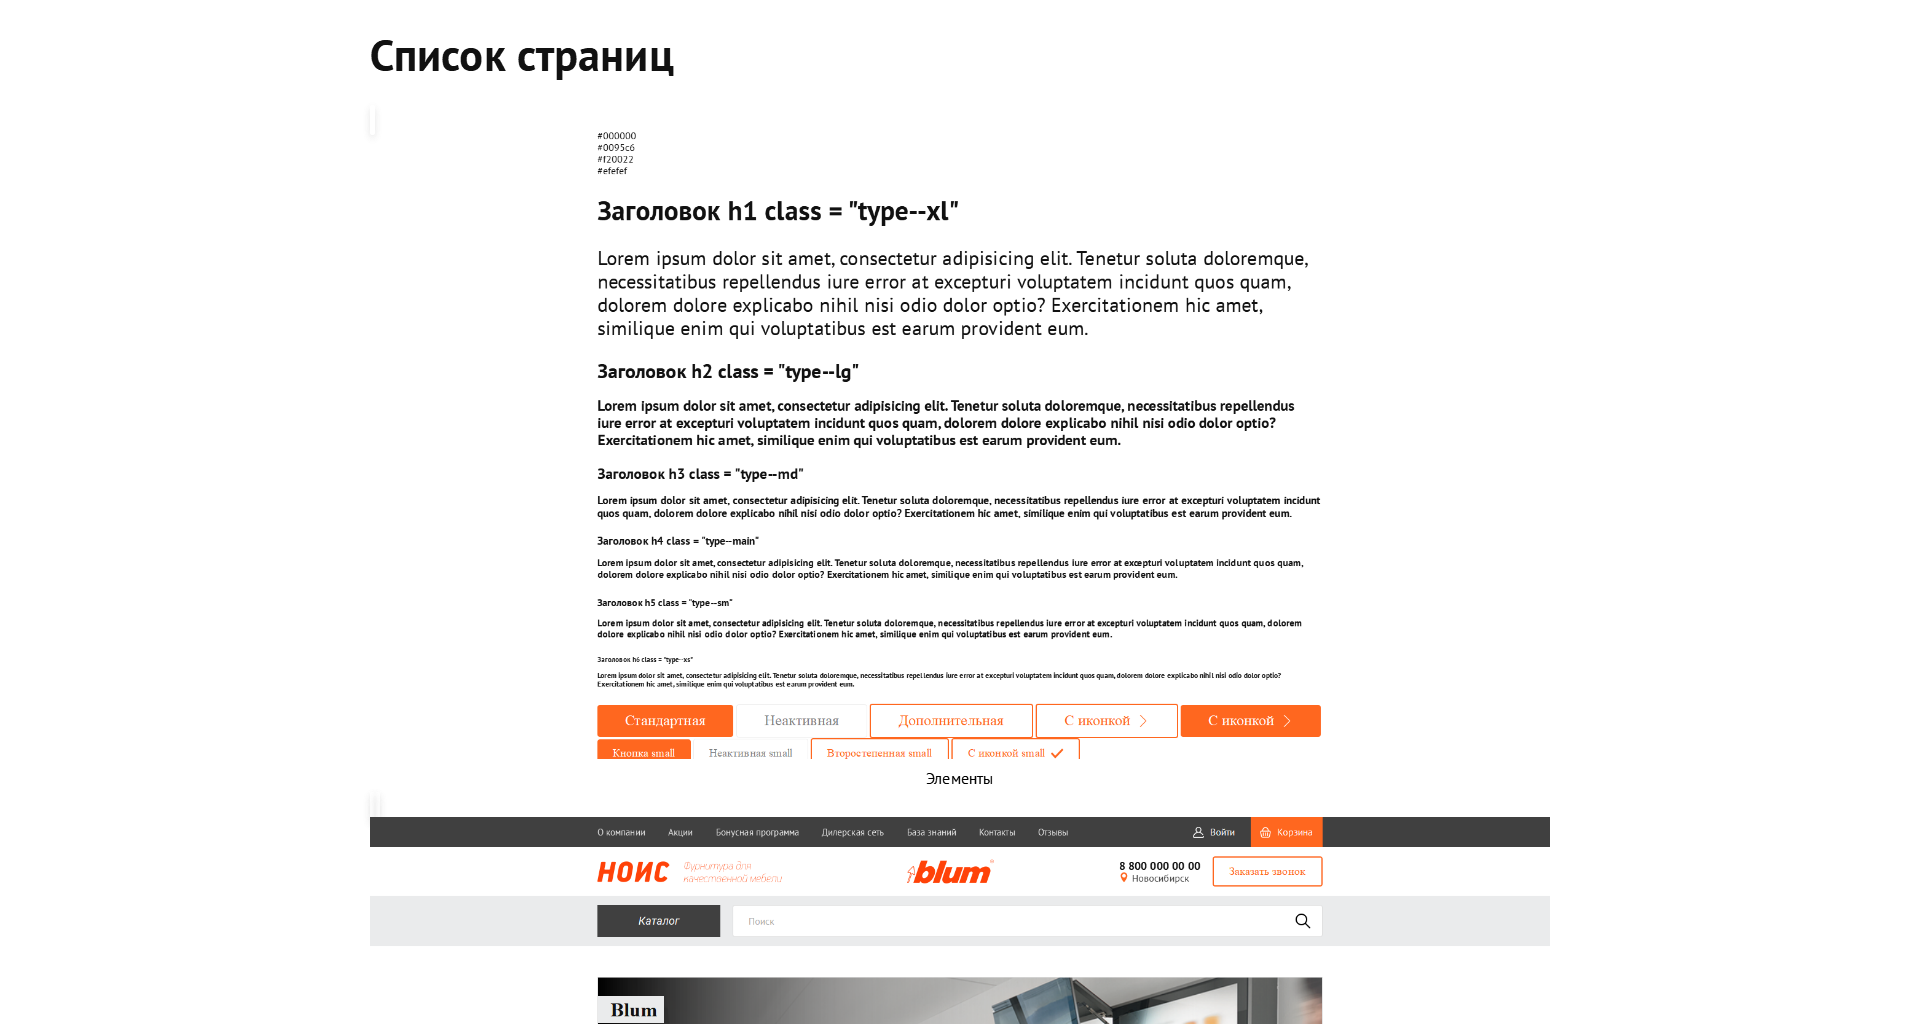 Список страниц
#000000
#0095c6
#f20022
#efefef
Заголовок h1 class = "type--xl"
Lorem ipsum dolor sit amet, consectetur adipisicing elit. Tenetur soluta doloremque,
necessitatibus repellendus iure error at excepturi voluptatem incidunt quos quam,
dolorem dolore explicabo nihil nisi odio dolor optio? Exercitationem hic amet,
similique enim qui voluptatibus est earum provident eum.
Заголовок h2 class = "type--lg"
Lorem ipsum dolor sit amet, consectetur adipisicing elit. Tenetur soluta doloremque, necessitatibus repellendus
iure error at excepturi voluptatem incidunt quos quam, dolorem dolore explicabo nihil nisi odio dolor optio?
Exercitationem hic amet, similique enim qui voluptatibus est earum provident eum.
Заголовок h3 class = "type--md"
Lorem ipsum dolor sit amet, consectetur adipisicing elit. Tenetur soluta doloremque, necessitatibus repellendus iure error at excepturi voluptatem incidunt
quos quam, dolorem dolore explicabo nihil nisi odio dolor optio? Exercitationem hic amet, similique enim qui voluptatibus est earum provident eum.
Заголовок h4 class = "type--main"
Lorem ipsum dolor sit amet, consectetur adipisicing elit. Tenetur soluta doloremque, necessitatibus repellendus iure error at excepturi voluptatem incidunt quos quam,
dolorem dolore explicabo nihil nisi odio dolor optio? Exercitationem hic amet, similique enim qui voluptatibus est earum provident eum.
Заголовок h5 class = "type--sm"
Lorem ipsum dolor sit amet, consectetur adipisicing elit. Tenetur soluta doloremque, necessitatibus repellendus iure error at excepturi voluptatem incidunt quos quam, dolorem
dolore explicabo nihil nisi odio dolor optio? Exercitationem hic amet, similique enim qui voluptatibus est earum provident eum.
Заголовок h6 class = "type--xs"
Lorem ipsum dolor sit amet, consectetur adipisicing elit. Tenetur soluta doloremque, necessitatibus repellendus iure error at excepturi voluptatem incidunt quos quam, dolorem dolore explicabo nihil nisi odio dolor optio?
Exercitationem hic amet, similique enim qui voluptatibus est earum provident eum.
Стандартная Неактивная Дополнительная С иконкой С иконкой
Кнопка small Неактивная small Второстепенная small С иконкой small
Элементы
О компании Акции Бонусная программа Дилерская сеть База знаний Контакты Отзывы Войти Корзина
НОИС Фурнитура для
качественной мебели
blum
8 800 000 00 00
Новосибирск
Заказать звонок
Каталог Поиск
Blum